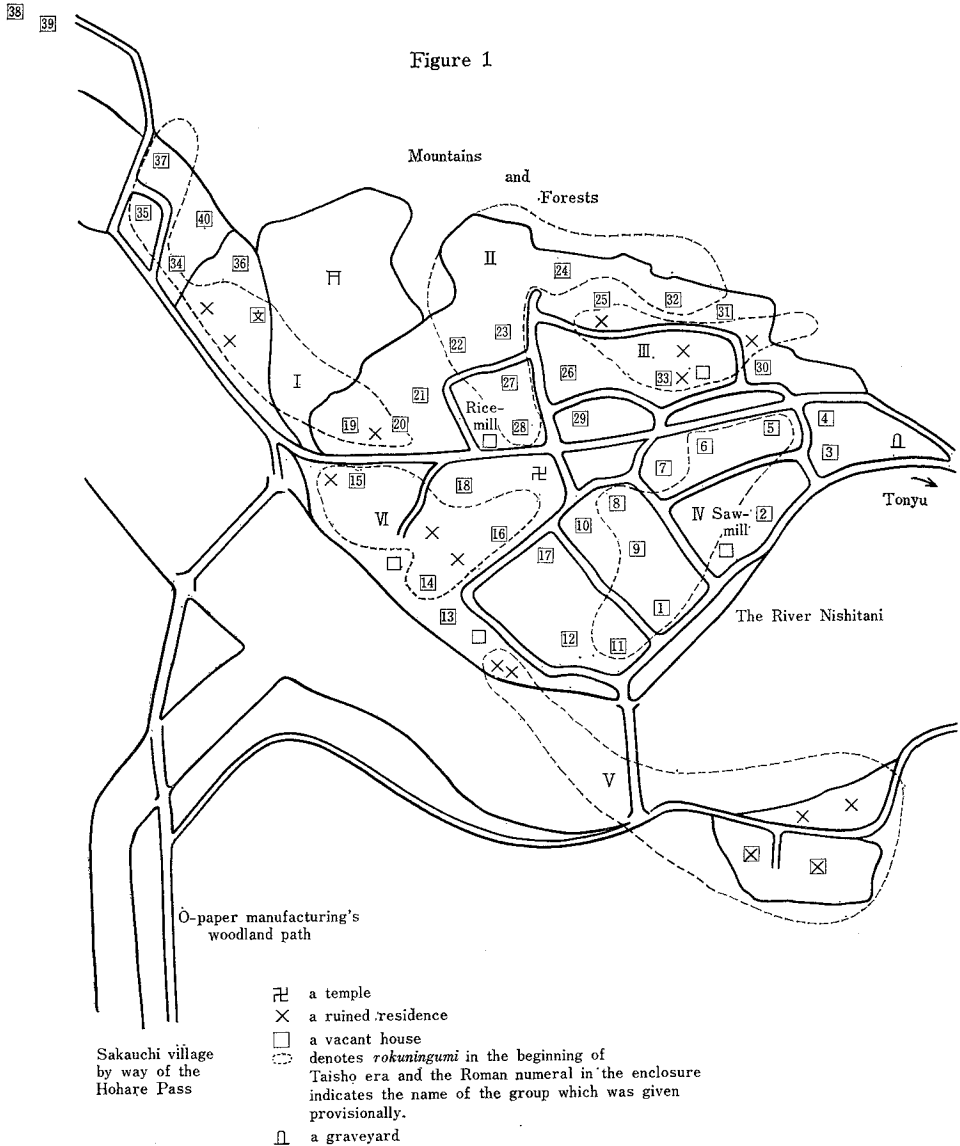 38
39
Figure 1
Mountains
and
Forests
37
35
40
34
36
文
I
II
24
25
32
31
22
23
III
21
27
26
33
30
Rice-
mill
28
29
19
20
5
4
6
3
7
Tonyu
15
18
卍
VI
8
IV Saw-
mill
2
16
10
17
9
14
1
13
12
11
The River Nishitani
V
Ō-paper manufacturing's
woodland path
卍 a temple
a ruined residence
a vacant house
denotes rokuningumi in the beginning of
Taisho era and the Roman numeral in the enclosure
indicates the name of the group which was given
provisionally.
a graveyard
Sakauchi village
by way of the
Hohare Pass